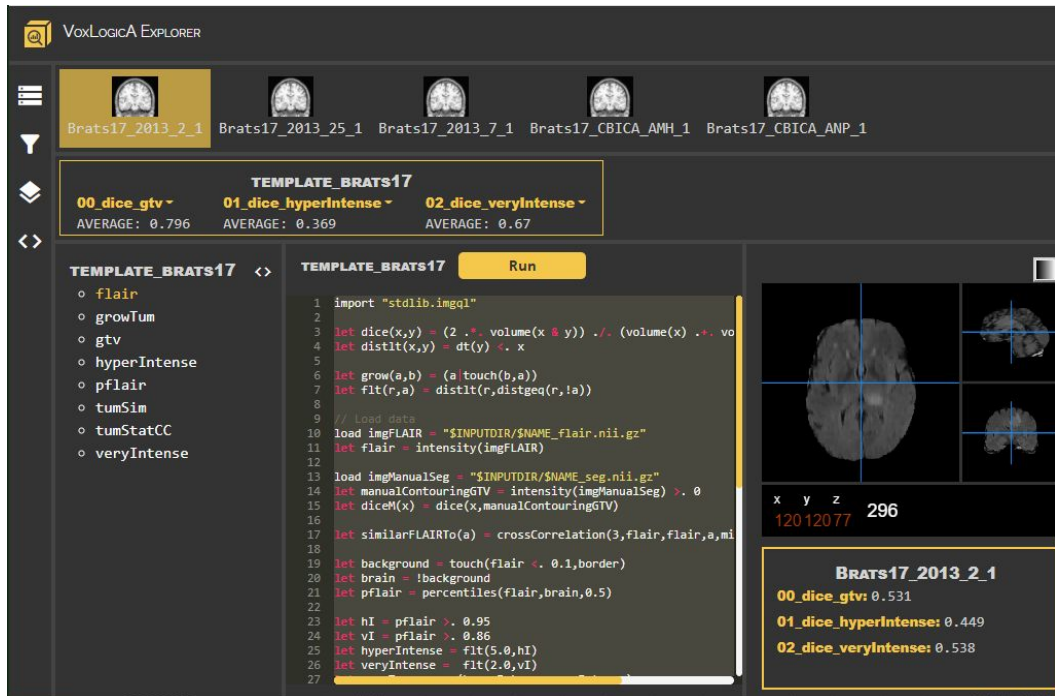 VoxLogicA Explorer
Brats17_2013_2_1 Brats17_2013_25_1 Brats17_2013_7_1 Brats17_CBICA_AMH_1 Brats17_CBICA_ANP_1
TEMPLATE_BRATS17
00_dice_gtv 01_dice_hyperIntense 02_dice_veryIntense
AVERAGE: 0.796 AVERAGE: 0.369 AVERAGE: 0.67
TEMPLATE_BRATS17 <>
flair
growTum
gtv
hyperIntense
pflair
tumSim
tumStatCC
veryIntense
TEMPLATE_BRATS17 Run
1 import "stdlib.imgql"
2
3 let dice(x,y) = (2 .*. volume(x & y)) ./. (volume(x) .+. vo
4 let distlt(x,y) = dt(y) <. x
5
6 let grow(a,b) = (a|touch(b,a))
7 let flt(r,a) = distlt(r,distgeq(r,!a))
8
9 // Load data
10 load imgFLAIR = "$INPUTDIR/$NAME_flair.nii.gz"
11 let flair = intensity(imgFLAIR)
12
13 load imgManualSeg = "$INPUTDIR/$NAME_seg.nii.gz"
14 let manualContouringGTV = intensity(imgManualSeg) >. 0
15 let diceM(x) = dice(x,manualContouringGTV)
16
17 let similarFLAIRTo(a) = crossCorrelation(3,flair,flair,a,mi
18
19 let background = touch(flair <. 0.1,border)
20 let brain = !background
21 let pflair = percentiles(flair,brain,0.5)
22
23 let hI = pflair >. 0.95
24 let vI = pflair >. 0.86
25 let hyperIntense = flt(5.0,hI)
26 let veryIntense = flt(2.0,vI)
27
x y z
120 120 77 296
Brats17_2013_2_1
00_dice_gtv: 0.531
01_dice_hyperIntense: 0.449
02_dice_veryIntense: 0.538